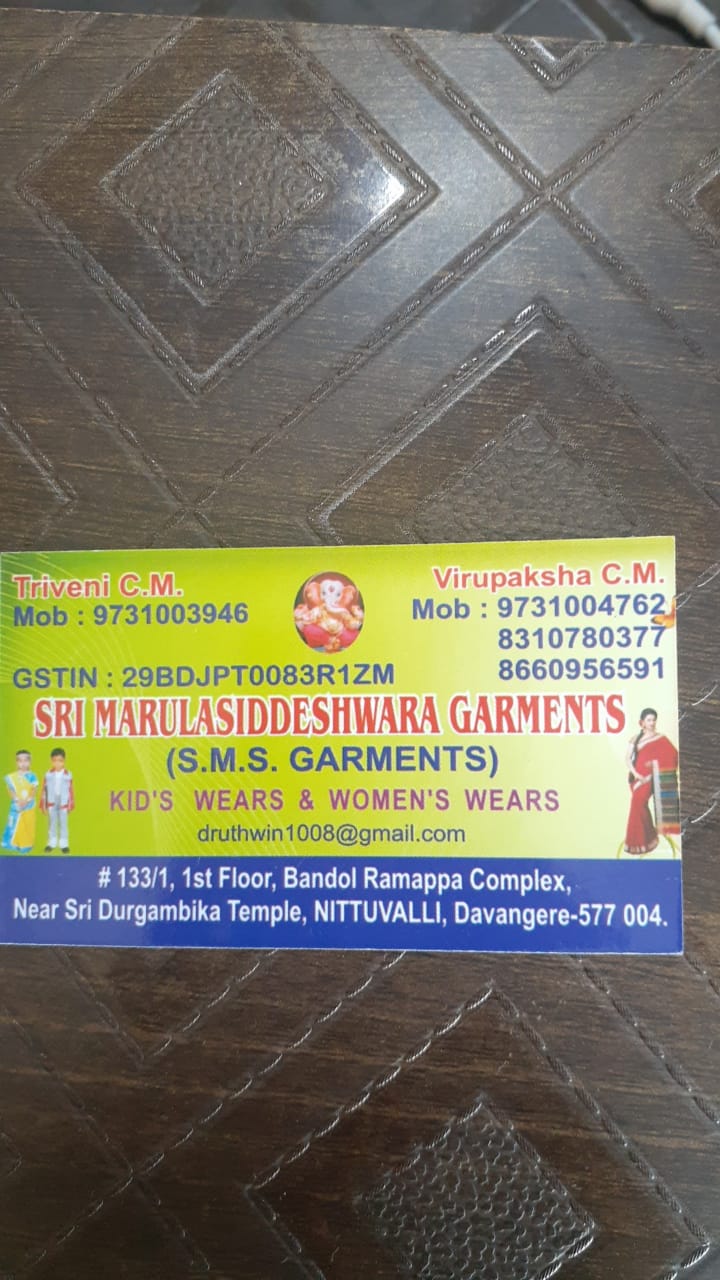 Triveni C.M.
Mob : 9731003946
Virupaksha C.M.
Mob : 9731004762
8310780377
8660956591
GSTIN : 29BDJPT0083R1ZM
SRI MARULASIDDESHWARA GARMENTS
(S.M.S. GARMENTS)
KID'S WEARS & WOMEN'S WEARS
druthwin1008@gmail.com
# 133/1, 1st Floor, Bandol Ramappa Complex,
Near Sri Durgambika Temple, NITTUVALLI, Davangere-577 004.